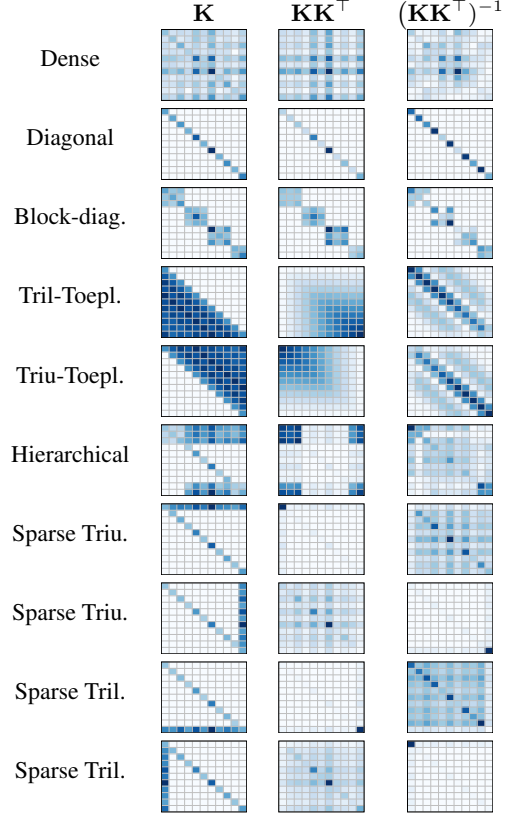 K KK⊤ (KK⊤)−1
Dense
Diagonal
Block-diag.
Tril-Toepl.
Triu-Toepl.
Hierarchical
Sparse Triu.
Sparse Triu.
Sparse Tril.
Sparse Tril.